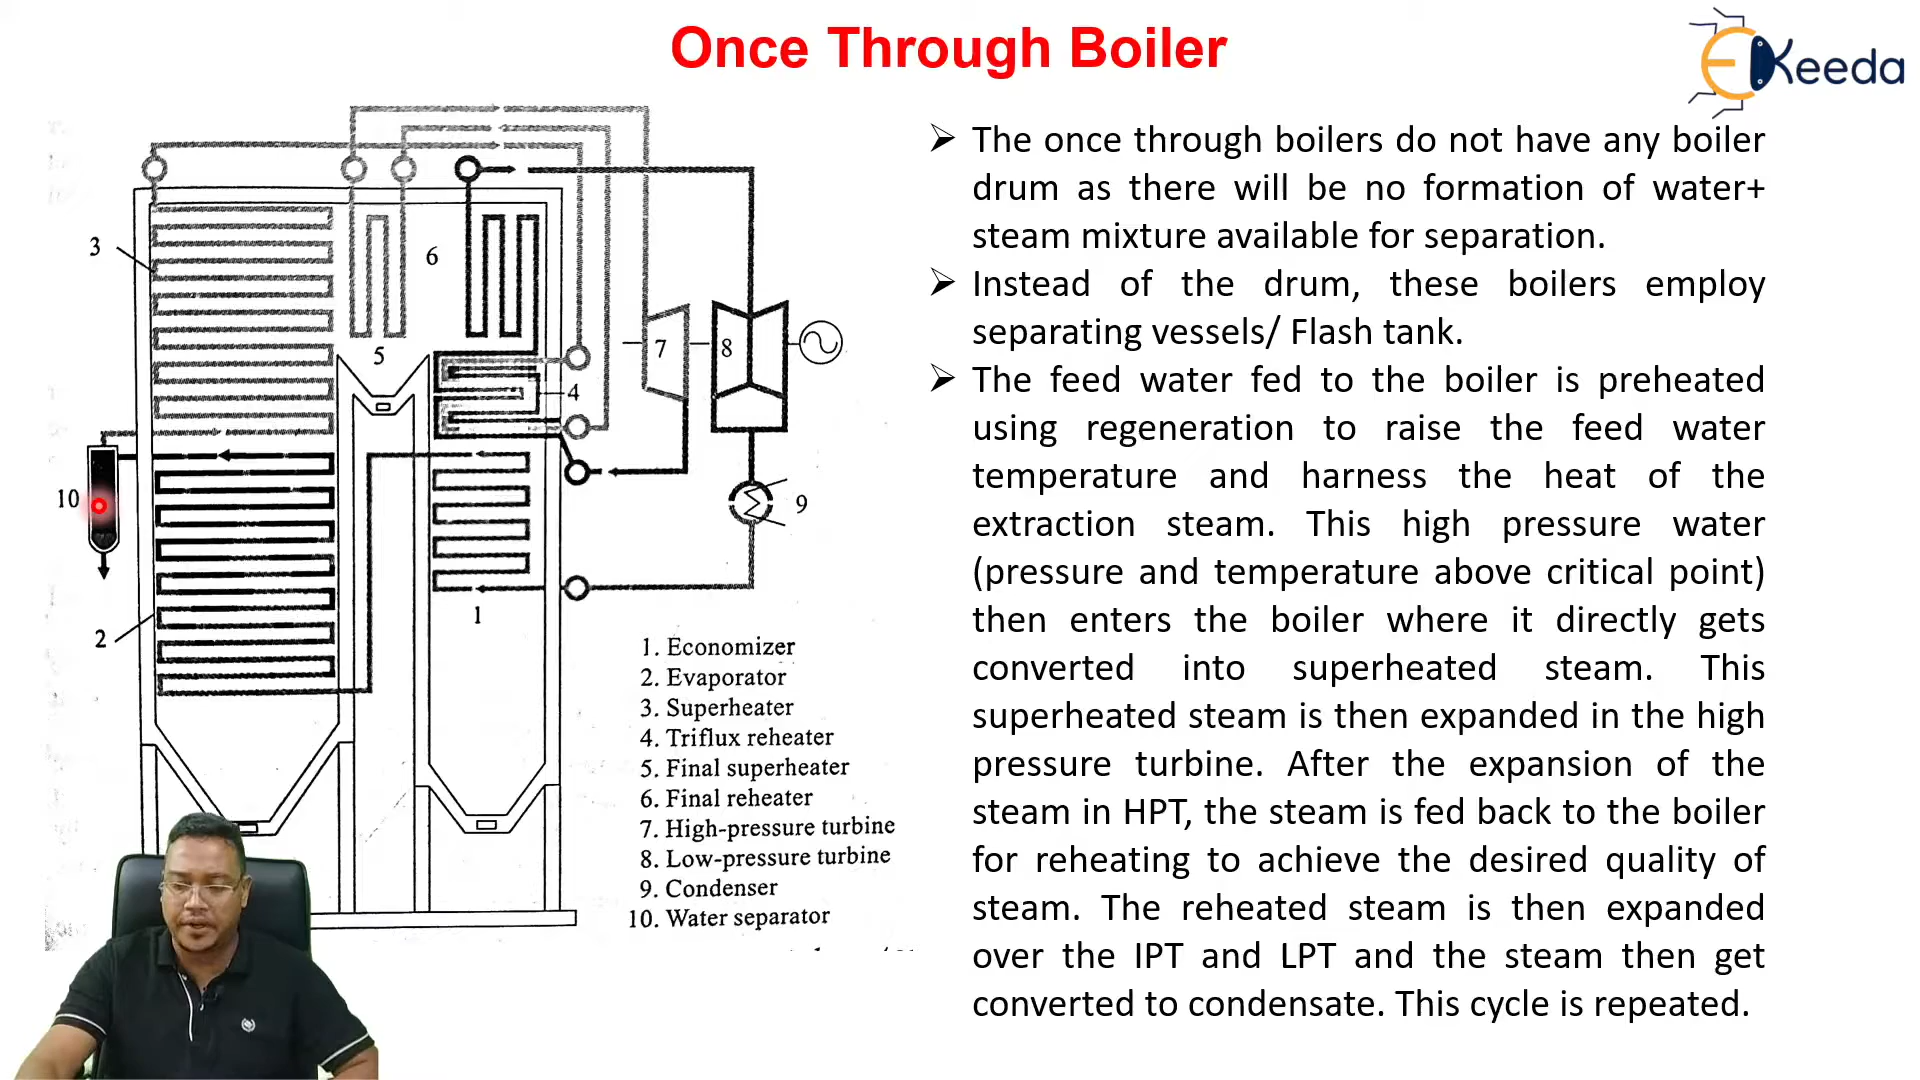 Once Through Boiler
EKeeda
3
6
5
7
8
4
10
9
2
1
1. Economizer
2. Evaporator
3. Superheater
4. Triflux reheater
5. Final superheater
6. Final reheater
7. High-pressure turbine
8. Low-pressure turbine
9. Condenser
10. Water separator
➢ The once through boilers do not have any boiler
drum as there will be no formation of water+
steam mixture available for separation.
➢ Instead of the drum, these boilers employ
separating vessels/ Flash tank.
➢ The feed water fed to the boiler is preheated
using regeneration to raise the feed water
temperature and harness the heat of the
extraction steam. This high pressure water
(pressure and temperature above critical point)
then enters the boiler where it directly gets
converted into superheated steam. This
superheated steam is then expanded in the high
pressure turbine. After the expansion of the
steam in HPT, the steam is fed back to the boiler
for reheating to achieve the desired quality of
steam. The reheated steam is then expanded
over the IPT and LPT and the steam then get
converted to condensate. This cycle is repeated.